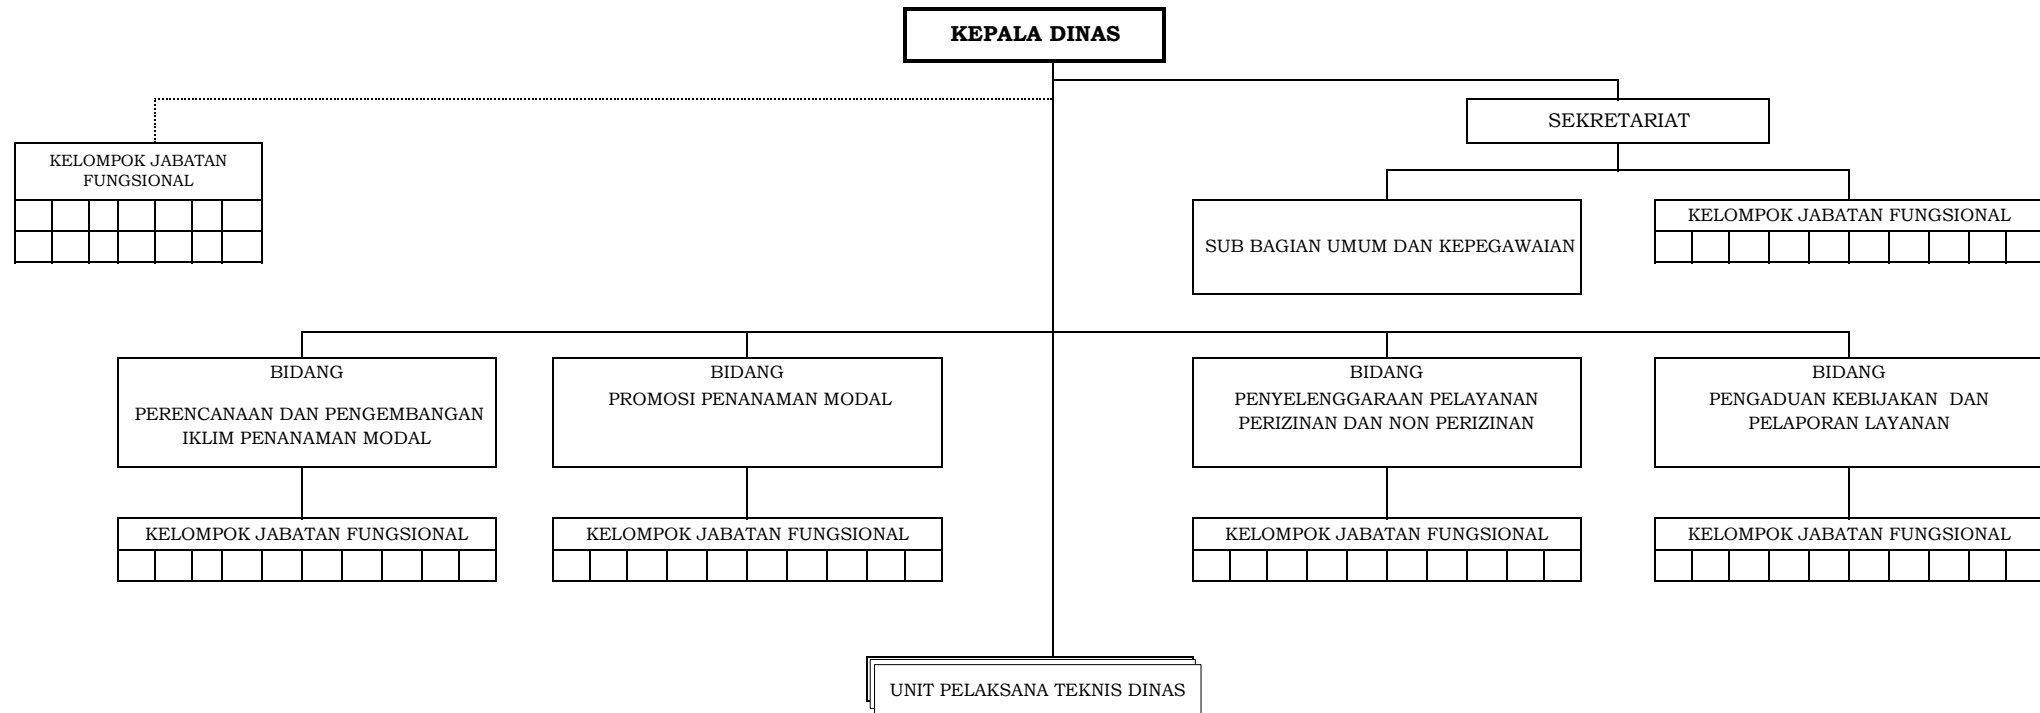 KEPALA DINAS
SEKRETARIAT
KELOMPOK JABATAN
FUNGSIONAL
SUB BAGIAN UMUM DAN KEPEGAWAIAN
KELOMPOK JABATAN FUNGSIONAL
BIDANG
PERENCANAAN DAN PENGEMBANGAN
IKLIM PENANAMAN MODAL
BIDANG
PROMOSI PENANAMAN MODAL
BIDANG
PENYELENGGARAAN PELAYANAN
PERIZINAN DAN NON PERIZINAN
BIDANG
PENGADUAN KEBIJAKAN  DAN
PELAPORAN LAYANAN
KELOMPOK JABATAN FUNGSIONAL
KELOMPOK JABATAN FUNGSIONAL
KELOMPOK JABATAN FUNGSIONAL
KELOMPOK JABATAN FUNGSIONAL
UNIT PELAKSANA TEKNIS DINAS